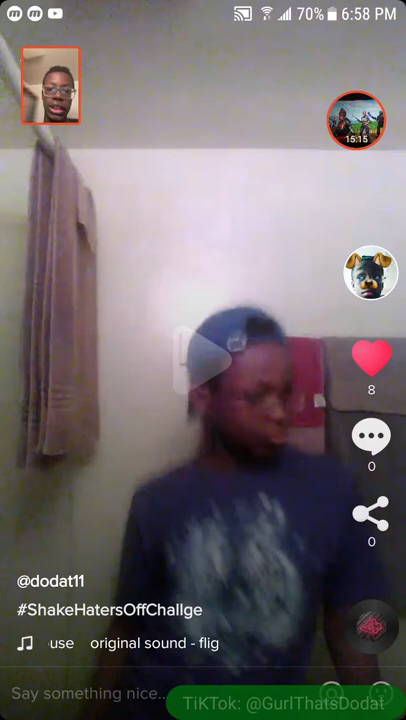 70% 6:58 PM
15:15
8
0
0
@dodat11
#ShakeHatersOffChallge
use original sound - flig
Say something nice..
TikTok: @GurlThatsDodat